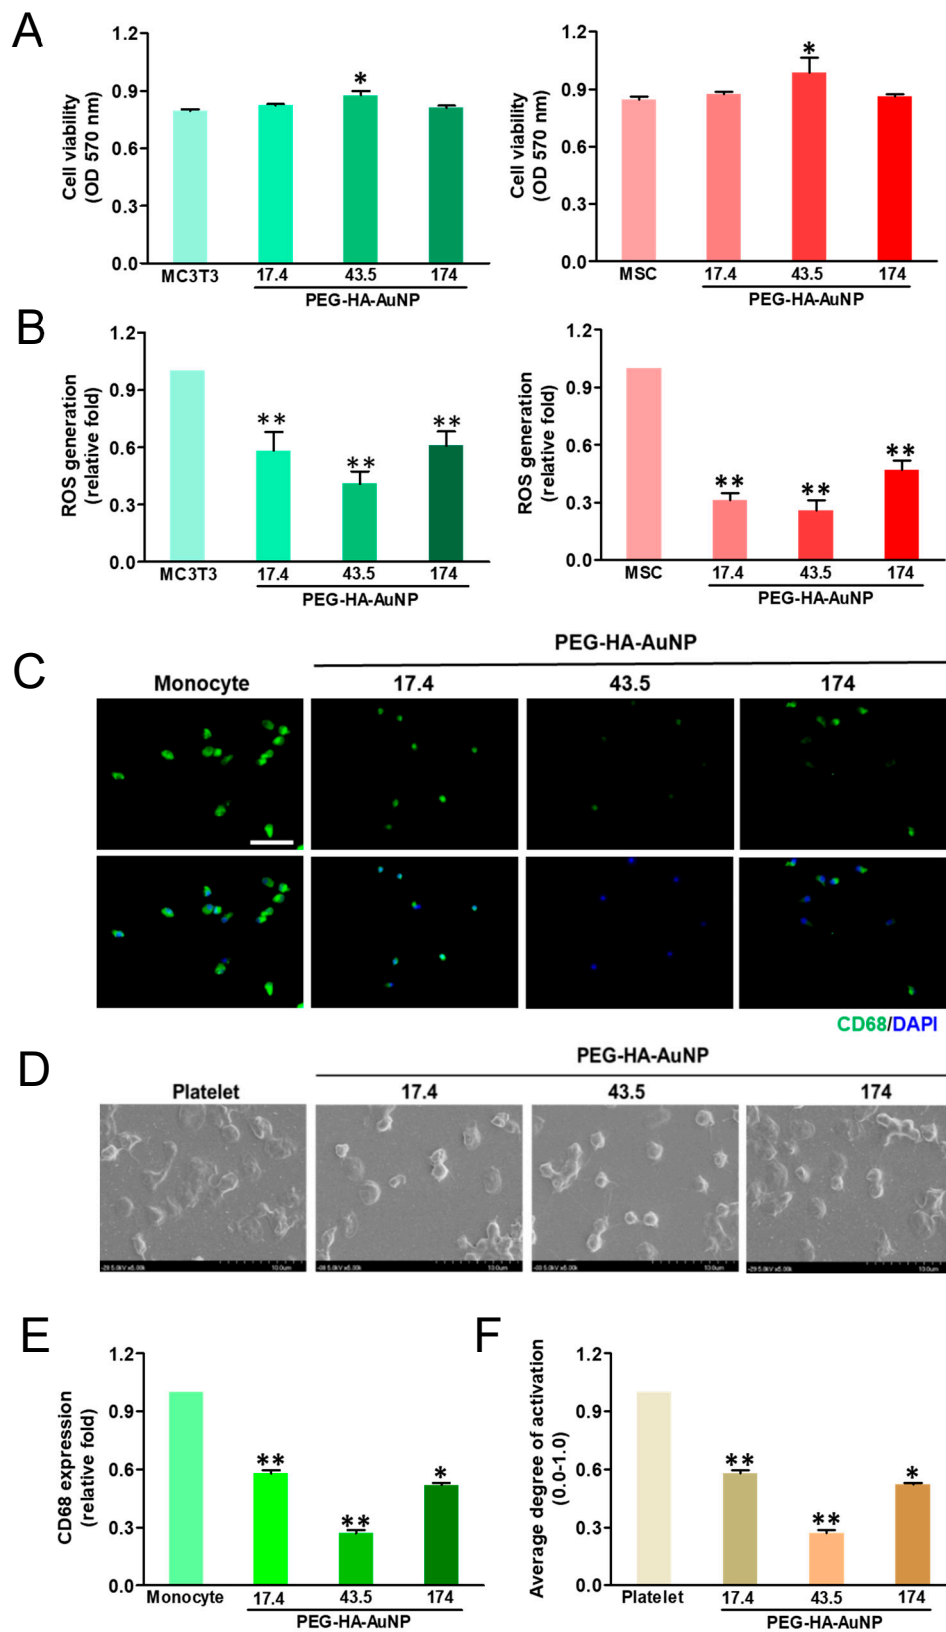 A
1.2
0.9
0.6
0.3
0.0
Cell viability
(OD 570 nm)
*
MC3T3 17.4 43.5 174
PEG-HA-AuNP
1.2
0.9
0.6
0.3
0.0
Cell viability
(OD 570 nm)
*
MSC 17.4 43.5 174
PEG-HA-AuNP
B
1.2
0.9
0.6
0.3
0.0
ROS generation
(relative fold)
** ** **
MC3T3 17.4 43.5 174
PEG-HA-AuNP
1.2
0.9
0.6
0.3
0.0
ROS generation
(relative fold)
** ** **
MSC 17.4 43.5 174
PEG-HA-AuNP
C
PEG-HA-AuNP
Monocyte 17.4 43.5 174
CD68/DAPI
D
PEG-HA-AuNP
Platelet 17.4 43.5 174
10.0um
10.0um
10.0um
10.0um
E
1.2
0.9
0.6
0.3
0.0
CD68 expression
(relative fold)
** ** *
Monocyte 17.4 43.5 174
PEG-HA-AuNP
F
1.2
0.9
0.6
0.3
0.0
Average degree of activation
(0.0-1.0)
** ** *
Platelet 17.4 43.5 174
PEG-HA-AuNP